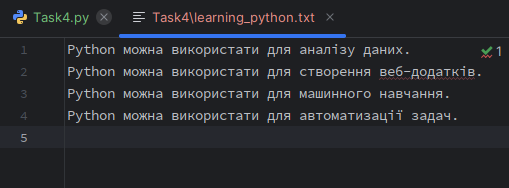 Task4.py
Task4\learning_python.txt
1 Python можна використати для аналізу даних.
1
2 Python можна використати для створення веб-додатків.
3 Python можна використати для машинного навчання.
4 Python можна використати для автоматизації задач.
5